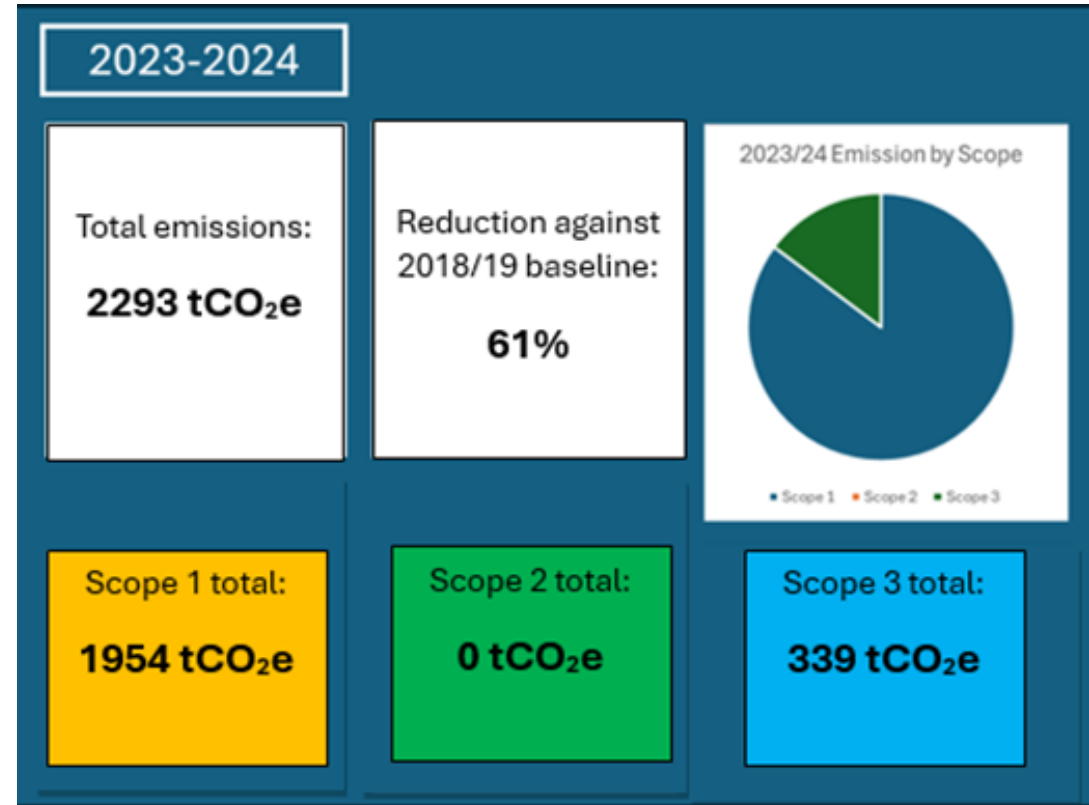 2023-2024
Total emissions:
2293 tCO₂e
Reduction against
2018/19 baseline:
61%
2023/24 Emission by Scope
Scope 1 Scope 2 Scope 3
Scope 1 total:
1954 tCO₂e
Scope 2 total:
0 tCO₂e
Scope 3 total:
339 tCO₂e